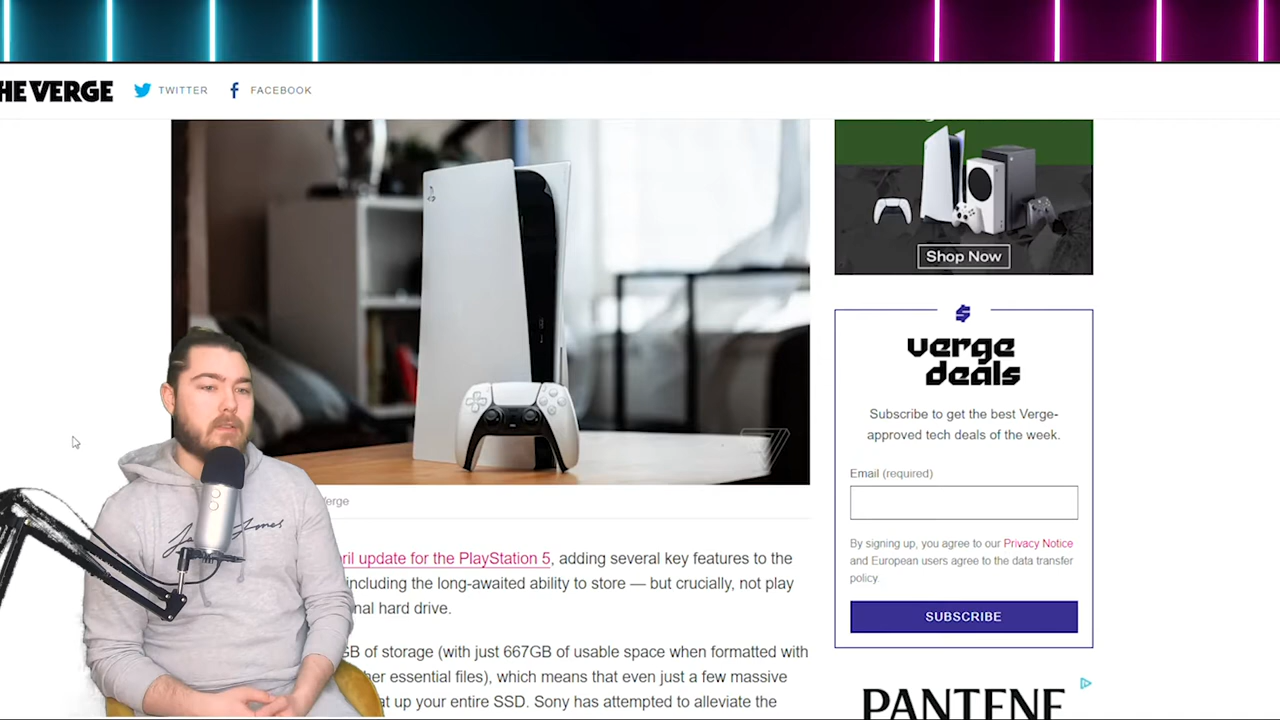 HE VERGE TWITTER FACEBOOK
Shop Now
verge
deals
Subscribe to get the best Verge-
approved tech deals of the week.
Email (required)
By signing up, you agree to our Privacy Notice
and European users agree to the data transfer
policy.
SUBSCRIBE
PANTENE
erge
ril update for the PlayStation 5, adding several key features to the
including the long-awaited ability to store — but crucially, not play
nal hard drive.
GB of storage (with just 667GB of usable space when formatted with
her essential files), which means that even just a few massive
at up your entire SSD. Sony has attempted to alleviate the